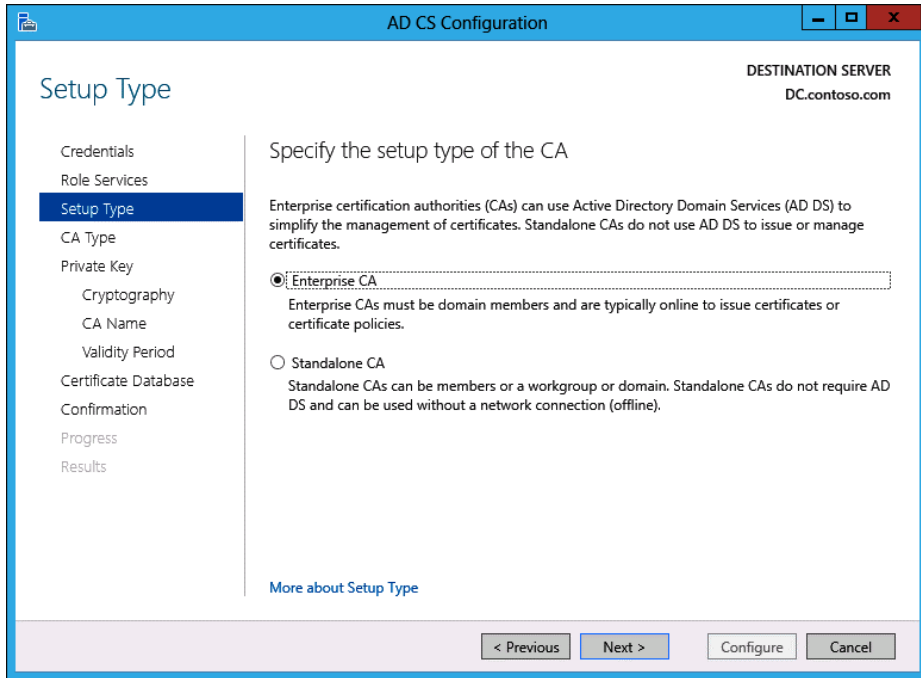 AD CS Configuration
x
Setup Type
DESTINATION SERVER
DC.contoso.com
Credentials
Role Services
Setup Type
CA Type
Private Key
Cryptography
CA Name
Validity Period
Certificate Database
Confirmation
Progress
Results
Specify the setup type of the CA
Enterprise certification authorities (CAs) can use Active Directory Domain Services (AD DS) to
simplify the management of certificates. Standalone CAs do not use AD DS to issue or manage
certificates.
Enterprise CA
Enterprise CAs must be domain members and are typically online to issue certificates or
certificate policies.
Standalone CA
Standalone CAs can be members or a workgroup or domain. Standalone CAs do not require AD
DS and can be used without a network connection (offline).
More about Setup Type
< Previous
Next >
Configure
Cancel